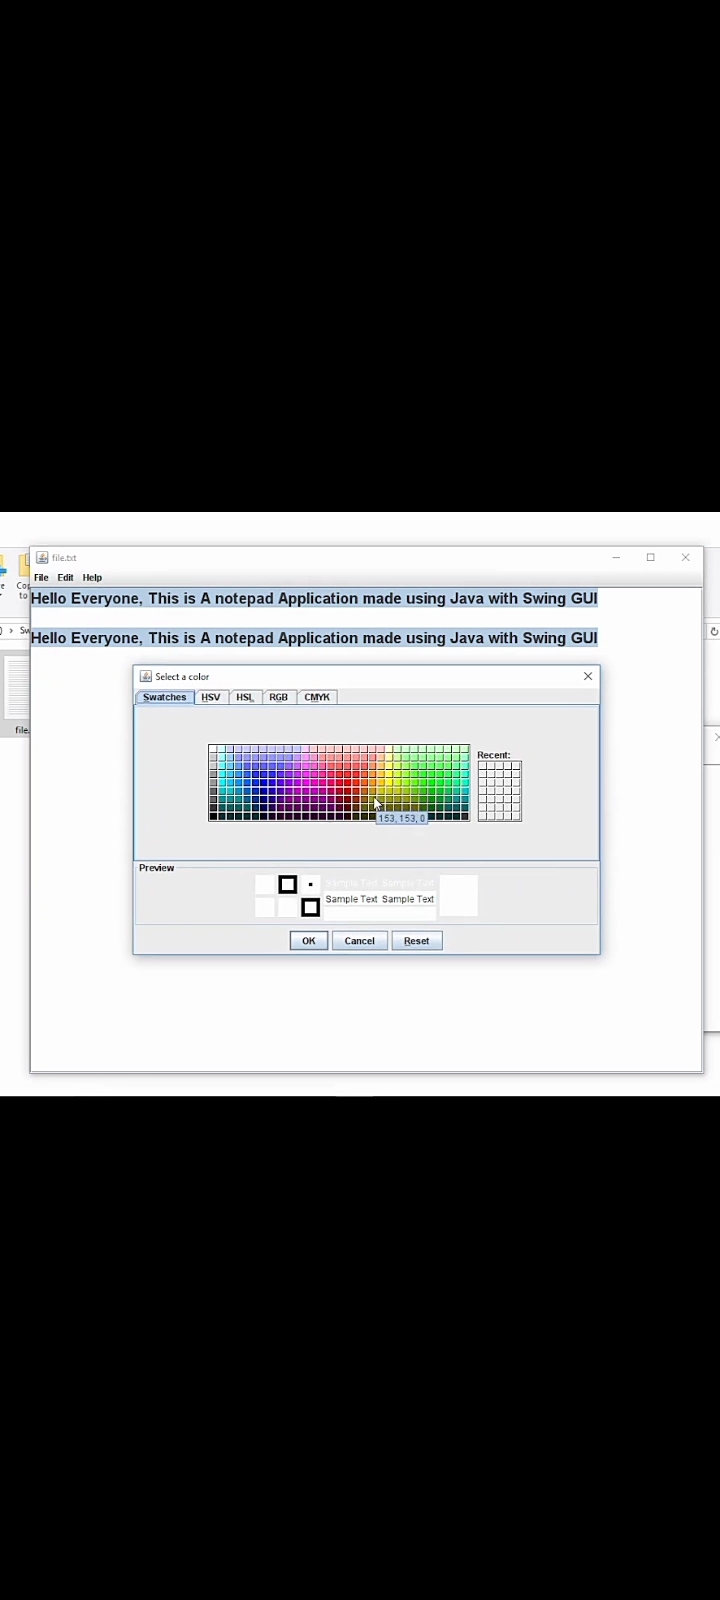 file.txt
File Edit Help
Hello Everyone, This is A notepad Application made using Java with Swing GUI
Hello Everyone, This is A notepad Application made using Java with Swing GUI
Select a color
Swatches HSV HSL RGB CMYK
Recent:
153, 153, 0
Preview
Sample Text Sample Text
Sample Text Sample Text
OK Cancel Reset